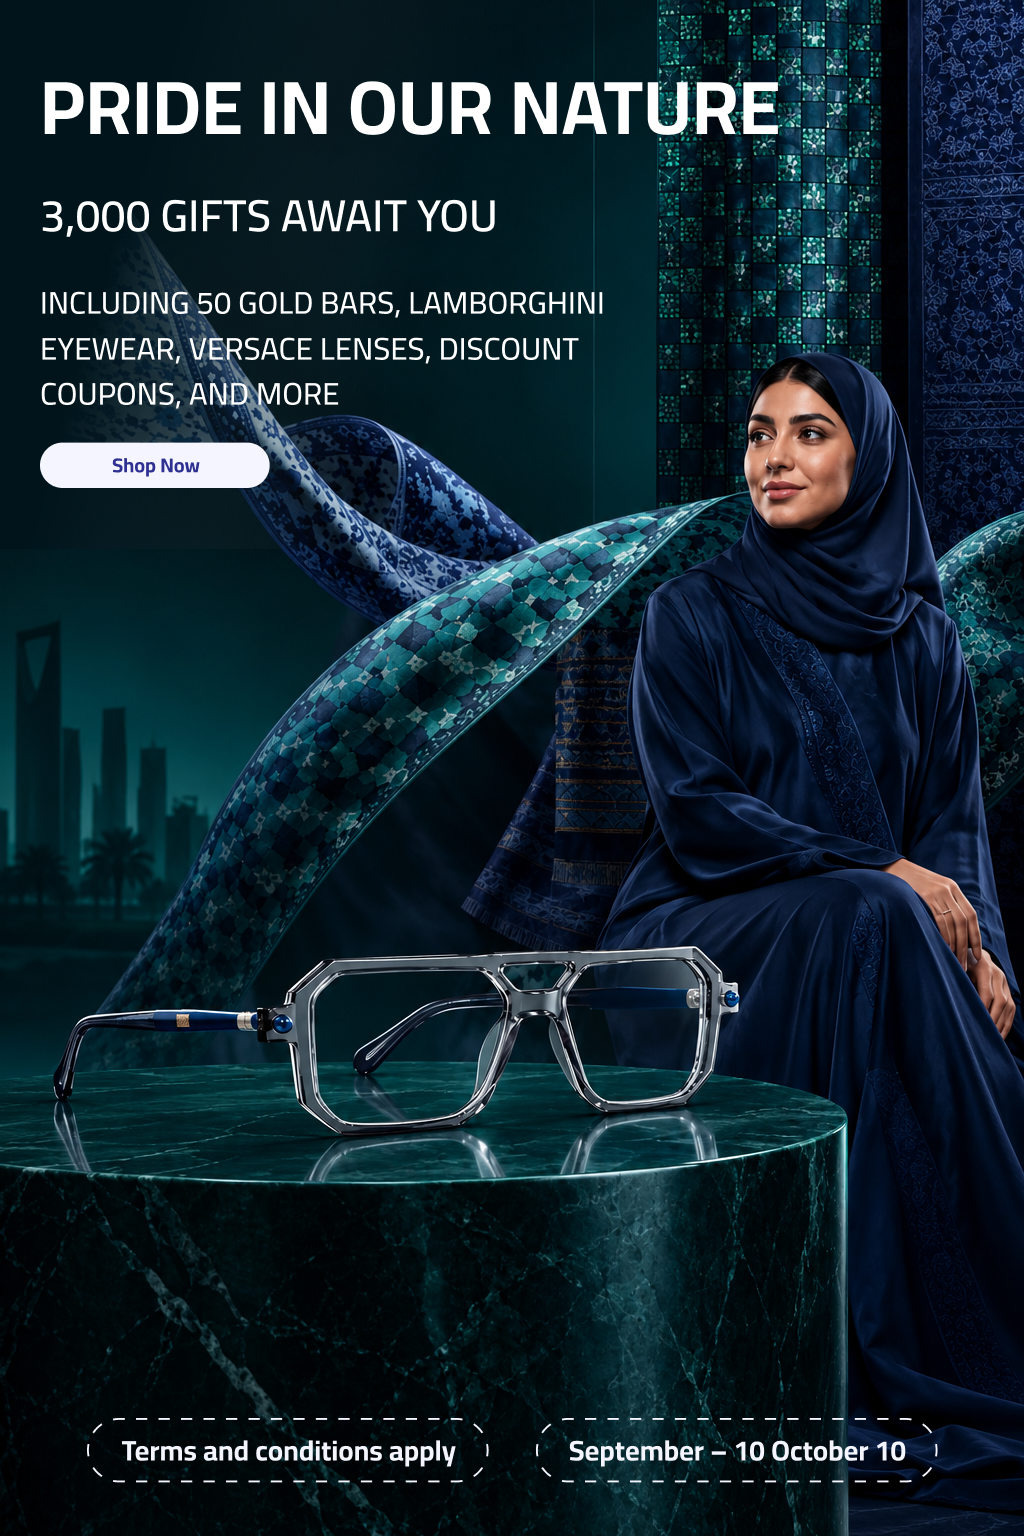 PRIDE IN OUR NATURE
3,000 GIFTS AWAIT YOU
INCLUDING 50 GOLD BARS, LAMBORGHINI
EYEWEAR, VERSACE LENSES, DISCOUNT
COUPONS, AND MORE
Shop Now
Terms and conditions apply
September – 10 October 10